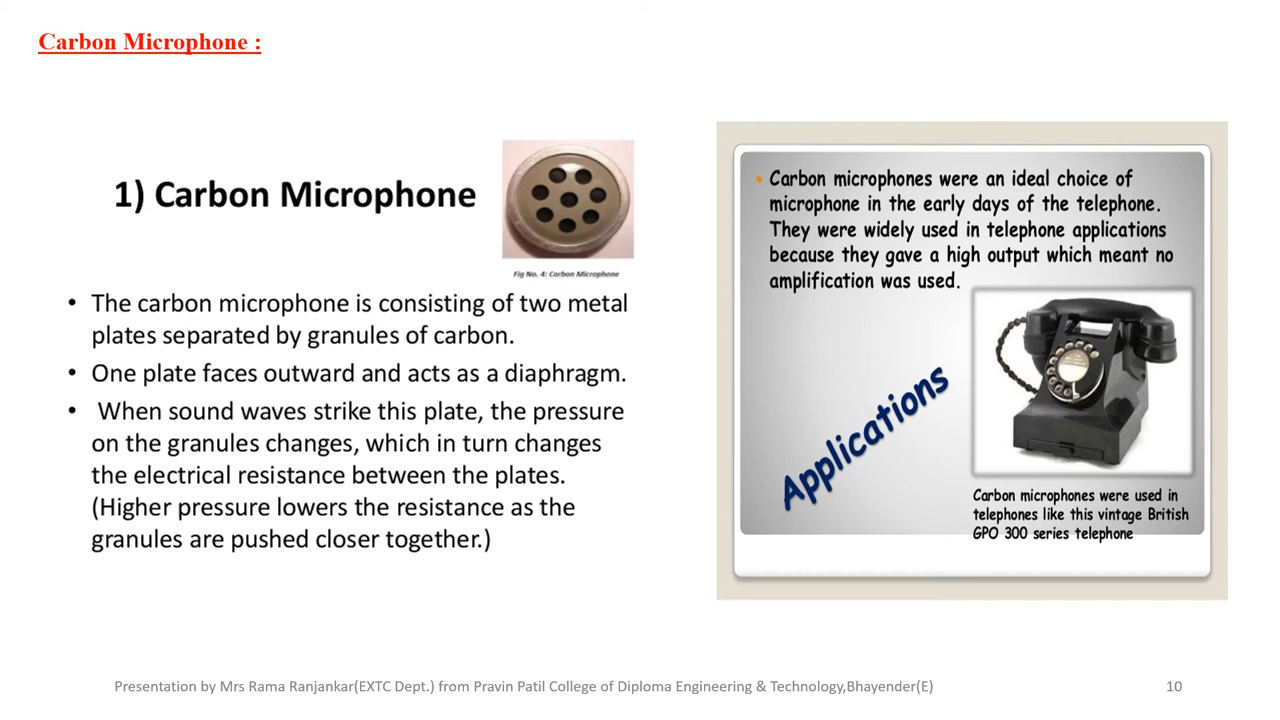 Carbon Microphone :
1) Carbon Microphone
Fig No. 4: Carbon Microphone
• The carbon microphone is consisting of two metal
plates separated by granules of carbon.
• One plate faces outward and acts as a diaphragm.
• When sound waves strike this plate, the pressure
on the granules changes, which in turn changes
the electrical resistance between the plates.
(Higher pressure lowers the resistance as the
granules are pushed closer together.)
• Carbon microphones were an ideal choice of
microphone in the early days of the telephone.
They were widely used in telephone applications
because they gave a high output which meant no
amplification was used.
Applications
Carbon microphones were used in
telephones like this vintage British
GPO 300 series telephone
Presentation by Mrs Rama Ranjankar(EXTC Dept.) from Pravin Patil College of Diploma Engineering & Technology,Bhayender(E)
10